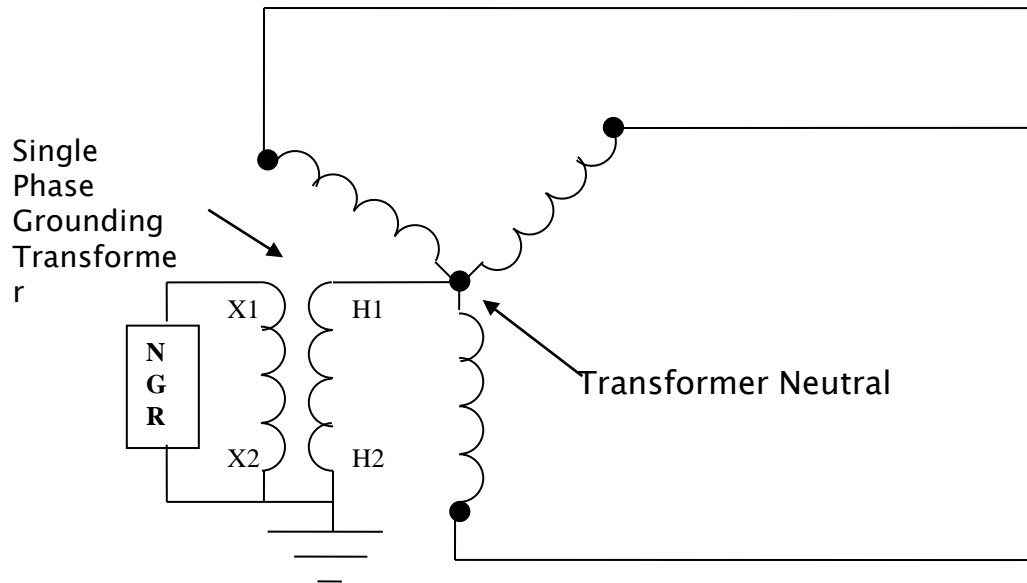 Single
Phase
Grounding
Transforme
r
X1
H1
N
G
R
Transformer Neutral
X2
H2